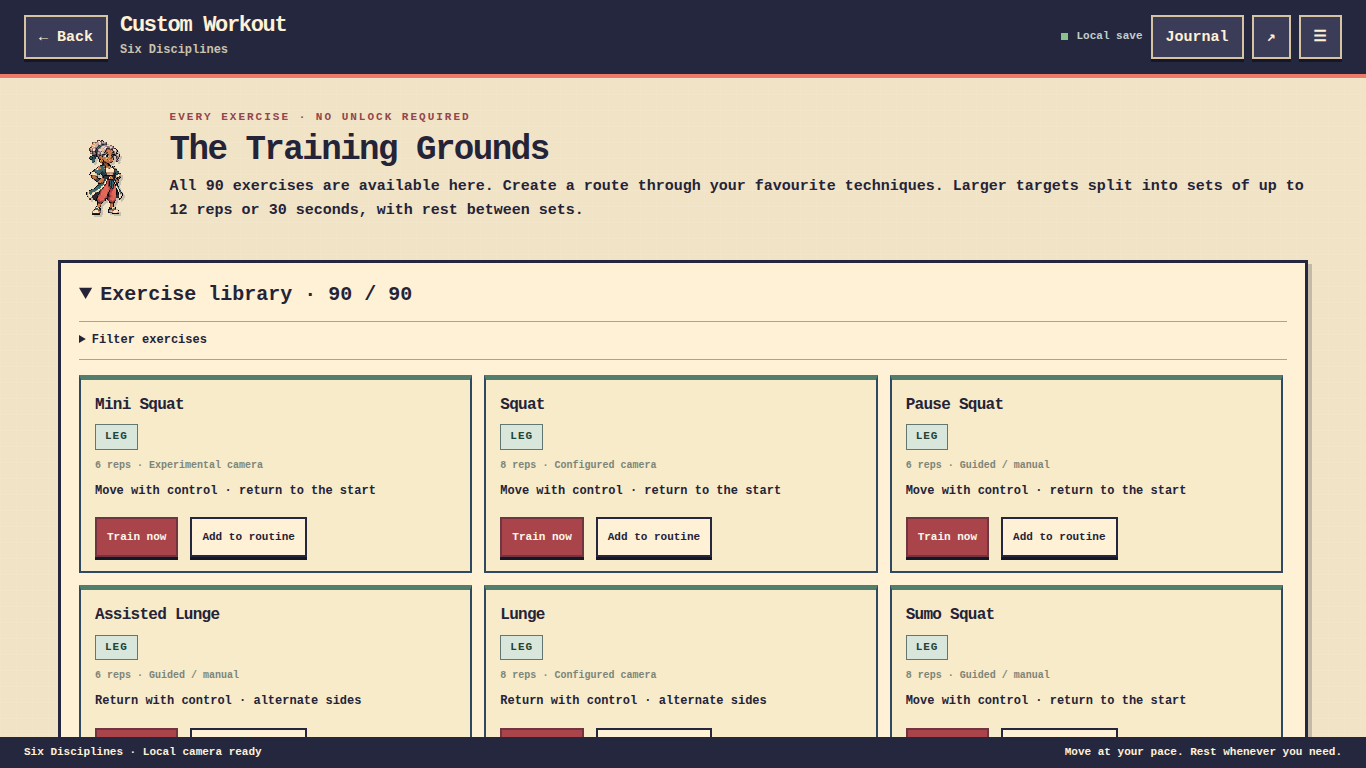 ← Back
Custom Workout
Six Disciplines
Local save
Journal
↗
☰
EVERY EXERCISE · NO UNLOCK REQUIRED
The Training Grounds
All 90 exercises are available here. Create a route through your favourite techniques. Larger targets split into sets of up to
12 reps or 30 seconds, with rest between sets.
▼ Exercise library · 90 / 90
▶ Filter exercises
Mini Squat
LEG
6 reps · Experimental camera
Move with control · return to the start
Train now
Add to routine
Squat
LEG
8 reps · Configured camera
Move with control · return to the start
Train now
Add to routine
Pause Squat
LEG
6 reps · Guided / manual
Move with control · return to the start
Train now
Add to routine
Assisted Lunge
LEG
6 reps · Guided / manual
Return with control · alternate sides
Lunge
LEG
8 reps · Configured camera
Return with control · alternate sides
Sumo Squat
LEG
8 reps · Guided / manual
Move with control · return to the start
Six Disciplines · Local camera ready
Move at your pace. Rest whenever you need.